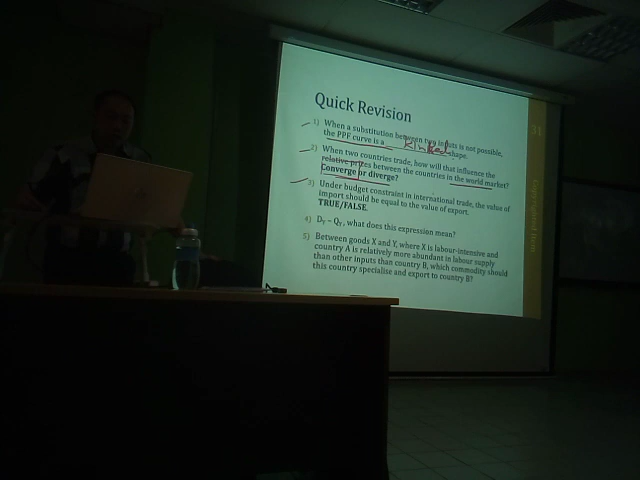 Quick Revision
31
1) When a substitution between two inputs is not possible,
the PPF curve is a kinked shape.
2) When two countries trade, how will that influence the
relative prizes between the countries in the world market?
Converge or diverge?
3) Under budget constraint in international trade, the value of
import should be equal to the value of export.
TRUE/FALSE.
4) DY – QY, what does this expression mean?
5) Between goods X and Y, where X is labour-intensive and
country A is relatively more abundant in labour supply
than other inputs than country B, which commodity should
this country specialise and export to country B?